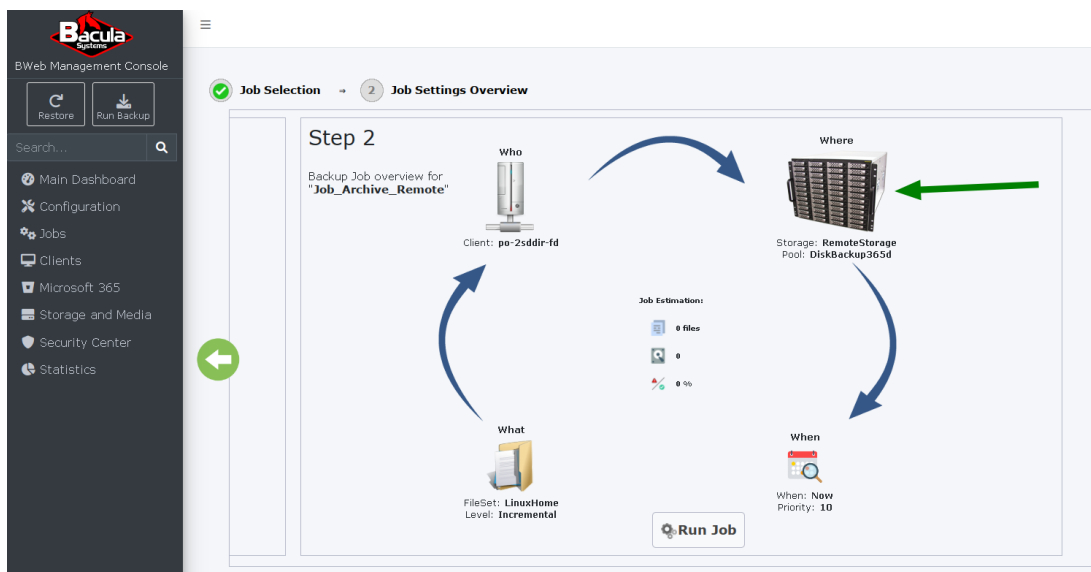 Bacula
Systems
BWeb Management Console
Restore
Run Backup
Search...
Main Dashboard
Configuration
Jobs
Clients
Microsoft 365
Storage and Media
Security Center
Statistics
Job Selection → 2 Job Settings Overview
Step 2
Backup Job overview for
"Job_Archive_Remote"
Who
Client: po-2sddir-fd
Where
Storage: RemoteStorage
Pool: DiskBackup365d
Job Estimation:
0 files
0
0 %
What
FileSet: LinuxHome
Level: Incremental
When
When: Now
Priority: 10
Run Job